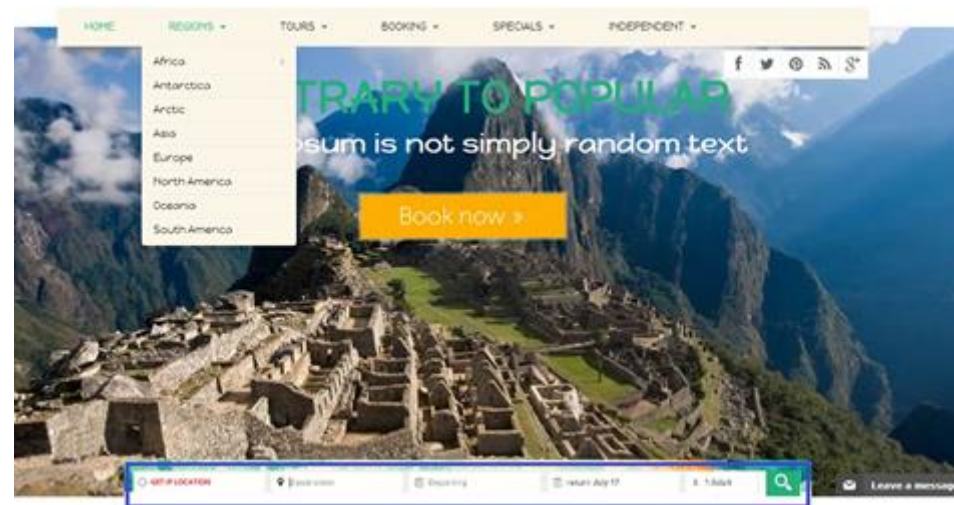 HOME REGIONS TOURS BOOKING SPECIALS INDEPENDENT
Africa
Antarctica
Arctic
Asia
Europe
North America
Oceania
South America
TRARY TO POPULAR
psum is not simply random text
Book now »
GET IP LOCATION Departing return July 17 1 Adult
Leave a messag